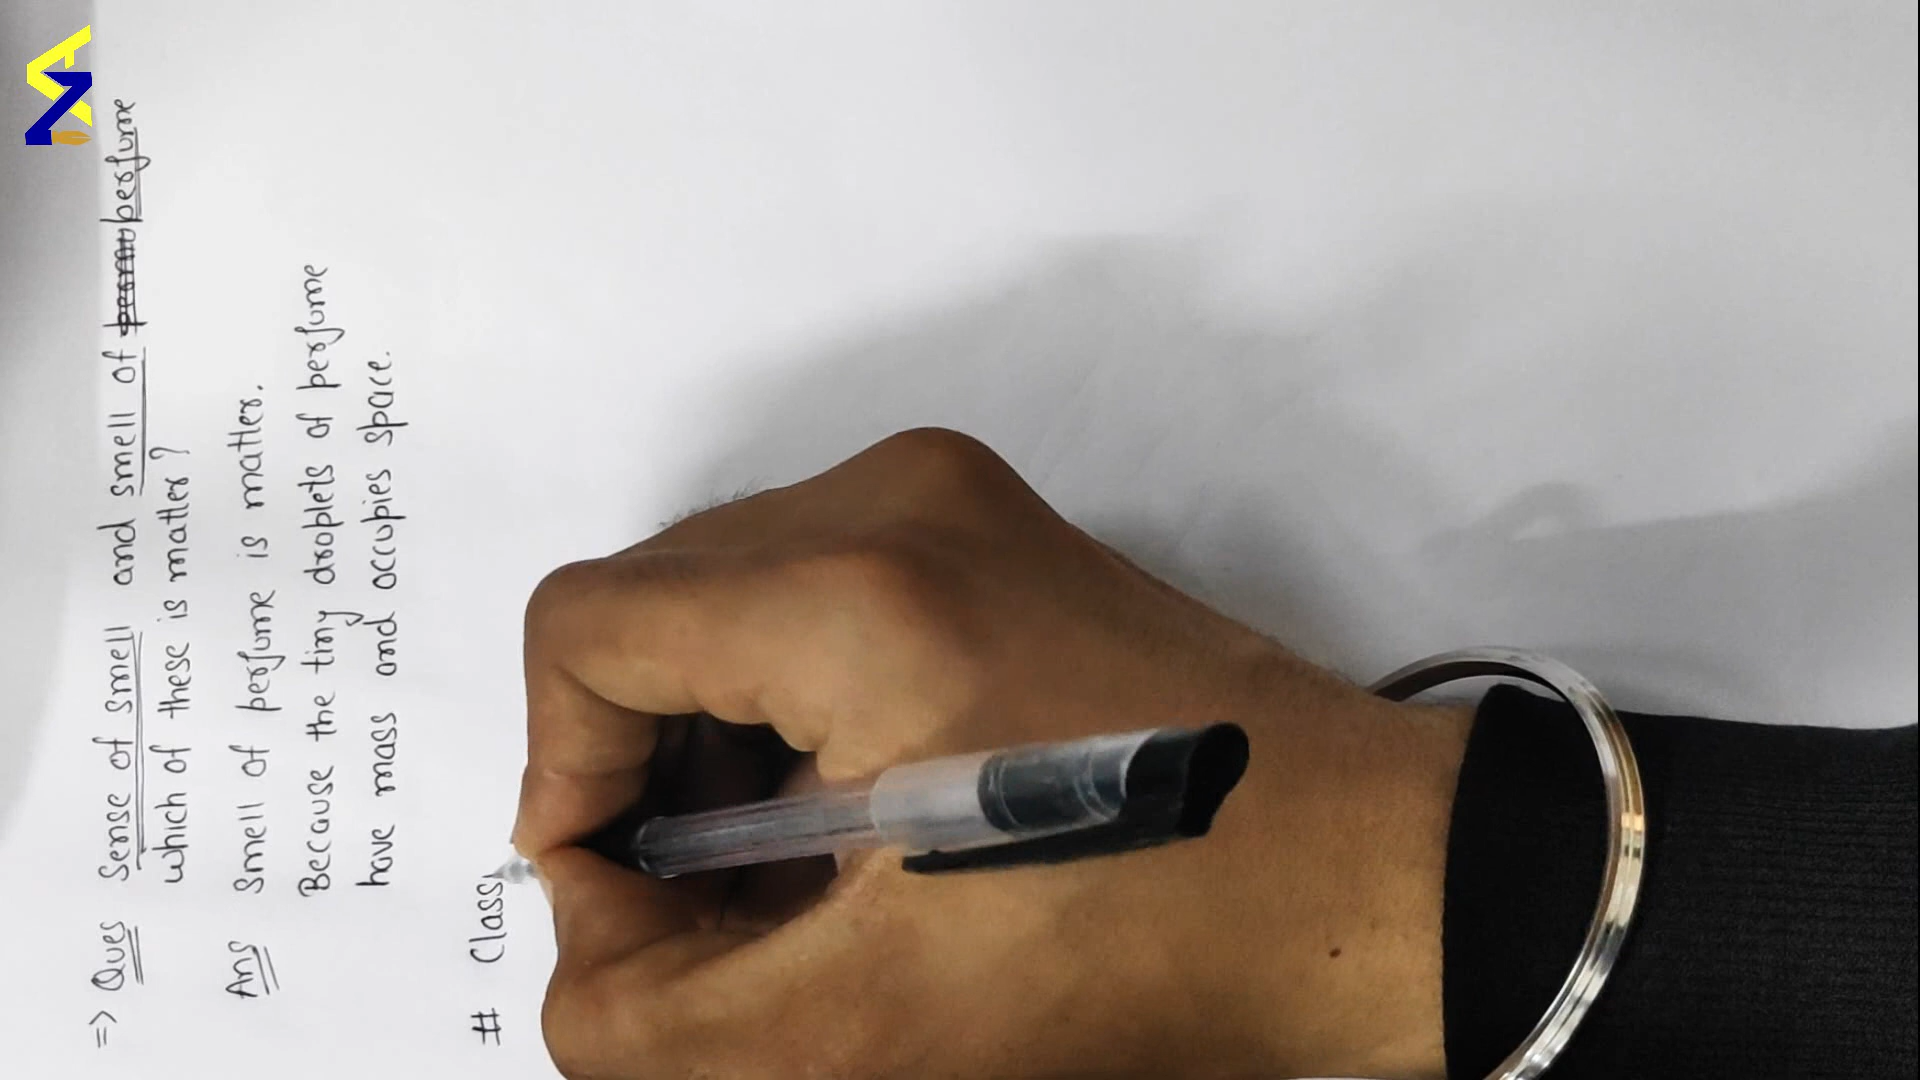 => Ques Sense of smell and smell of perfume
which of these is matter?
Ans Smell of perfume is matter.
Because the tiny droplets of perfume
have mass and occupies space.
# Class